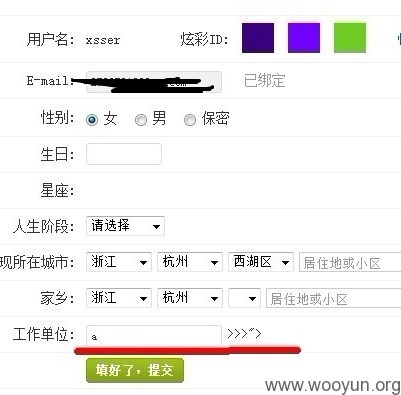 用户名: xsser 炫彩ID:
E-mail: com 已绑定
性别: 女 男 保密
生日:
星座:
人生阶段: 请选择
现所在城市: 浙江 杭州 西湖区 居住地或小区
家乡: 浙江 杭州 居住地或小区
工作单位: a >>>">
填好了，提交
www.wooyun.org